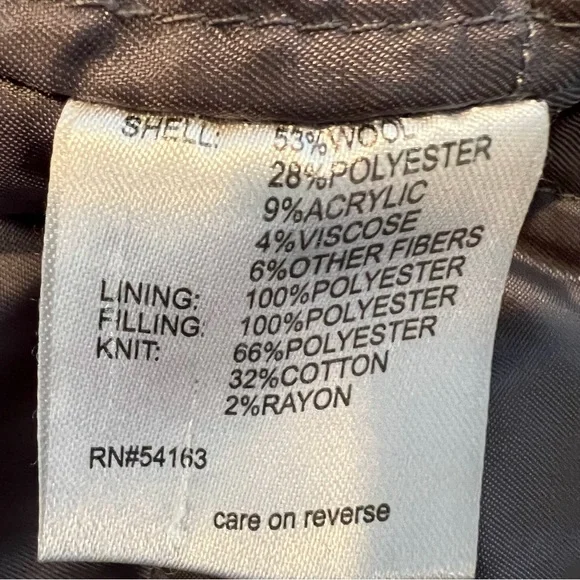 SHELL: 53%WOOL
28%POLYESTER
9%ACRYLIC
4%VISCOSE
6%OTHER FIBERS
LINING: 100%POLYESTER
FILLING: 100%POLYESTER
KNIT: 66%POLYESTER
32%COTTON
2%RAYON
RN#54163
care on reverse